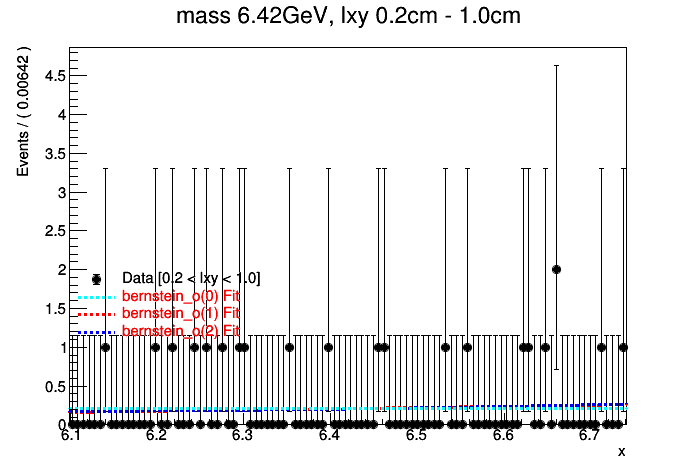 mass 6.42GeV, lxy 0.2cm - 1.0cm
Events / ( 0.00642 )
4.5
4
3.5
3
2.5
2
1.5
1
0.5
0
Data [0.2 < lxy < 1.0]
bernstein_o(0) Fit
bernstein_o(1) Fit
bernstein_o(2) Fit
6.1 6.2 6.3 6.4 6.5 6.6 6.7
x